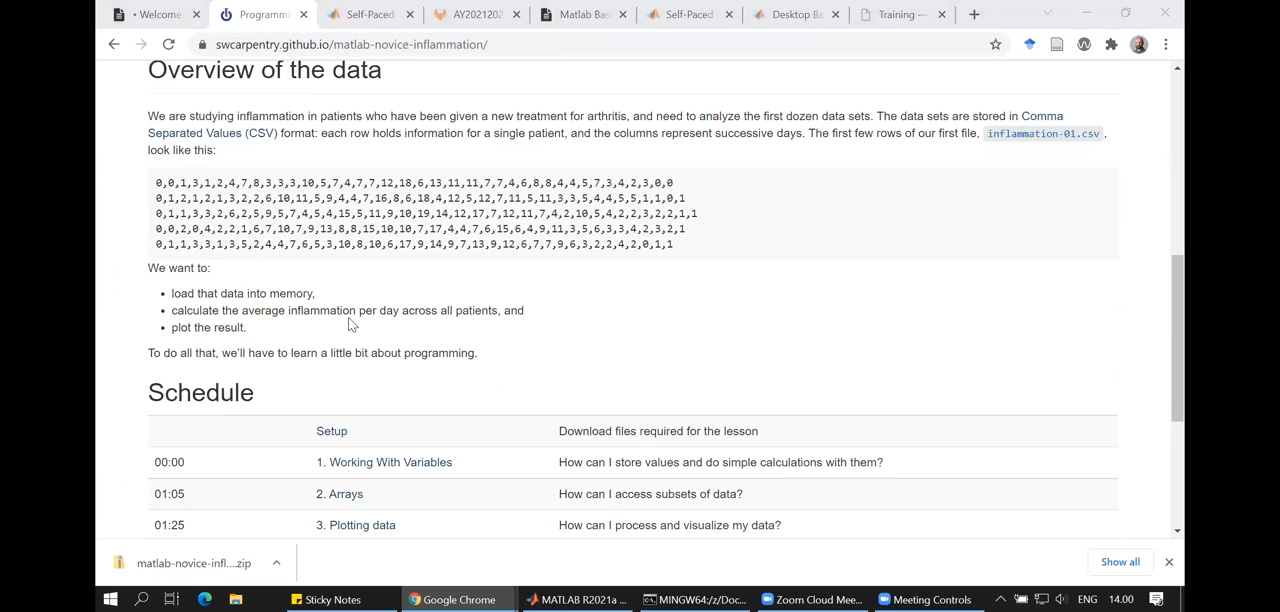 Welcome
Programmi
Self-Paced
AY2021202
Matlab Bas
Self-Paced
Desktop Ba
Training —
swcarpentry.github.io/matlab-novice-inflammation/
Overview of the data
We are studying inflammation in patients who have been given a new treatment for arthritis, and need to analyze the first dozen data sets. The data sets are stored in Comma
Separated Values (CSV) format: each row holds information for a single patient, and the columns represent successive days. The first few rows of our first file, inflammation-01.csv,
look like this:
0,0,1,3,1,2,4,7,8,3,3,3,10,5,7,4,7,7,12,18,6,13,11,11,7,7,4,6,8,8,4,4,5,7,3,4,2,3,0,0
0,1,2,1,2,1,3,2,2,6,10,11,5,9,4,4,7,16,8,6,18,4,12,5,12,7,11,5,11,3,3,5,4,4,5,5,1,1,0,1
0,1,1,3,3,2,6,2,5,9,5,7,4,5,4,15,5,11,9,10,19,14,12,17,7,12,11,7,4,2,10,5,4,2,2,3,2,2,1,1
0,0,2,0,4,2,2,1,6,7,10,7,9,13,8,8,15,10,10,7,17,4,4,7,6,15,6,4,9,11,3,5,6,3,3,4,2,3,2,1
0,1,1,3,3,1,3,5,2,4,4,7,6,5,3,10,8,10,6,17,9,14,9,7,13,9,12,6,7,7,9,6,3,2,2,4,2,0,1,1
We want to:
• load that data into memory,
• calculate the average inflammation per day across all patients, and
• plot the result.
To do all that, we'll have to learn a little bit about programming.
Schedule
Setup Download files required for the lesson
00:00 1. Working With Variables How can I store values and do simple calculations with them?
01:05 2. Arrays How can I access subsets of data?
01:25 3. Plotting data How can I process and visualize my data?
matlab-novice-infl....zip
Show all
Sticky Notes
Google Chrome
MATLAB R2021a ...
MINGW64:/z/Doc...
Zoom Cloud Mee...
Meeting Controls
ENG
14.00